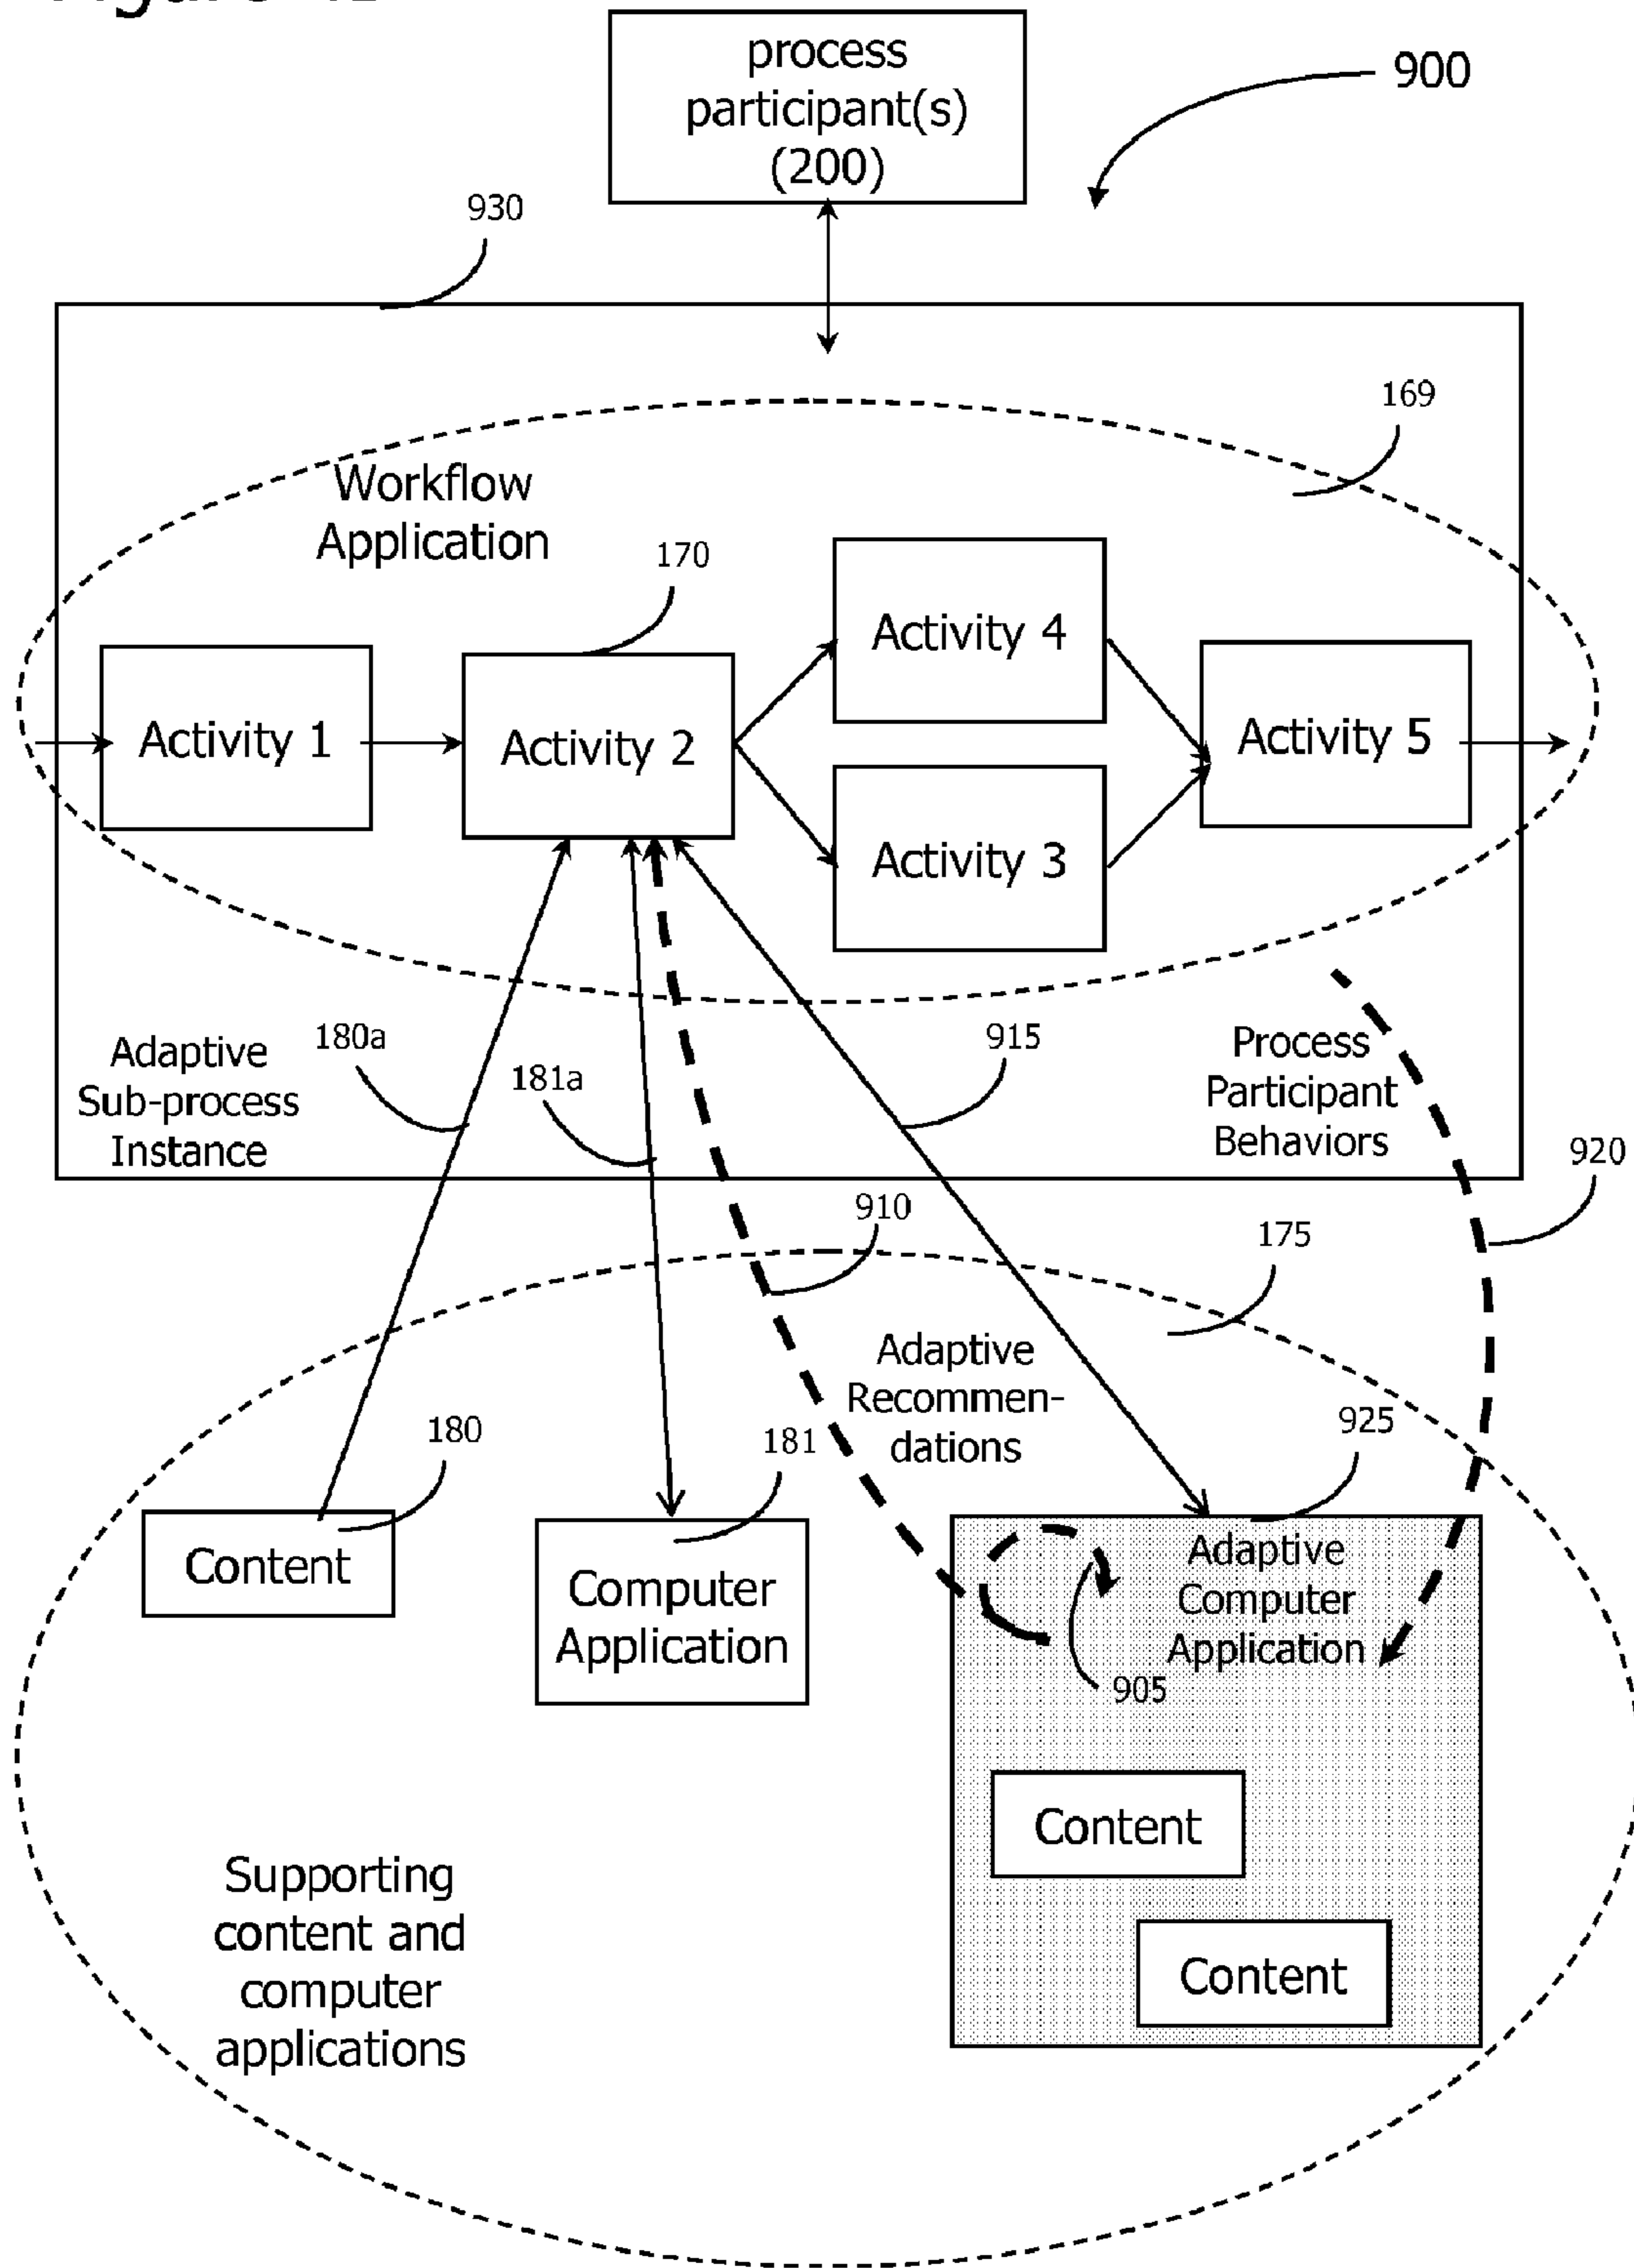 process
participant(s)
(200)
900
930
169
Workflow
Application
170
Activity 4
Activity 1
Activity 2
Activity 5
Activity 3
Adaptive
Sub-process
Instance
180a
181a
915
Process
Participant
Behaviors
920
910
175
Adaptive
Recommen-
dations
180
181
925
Content
Computer
Application
Adaptive
Computer
Application
905
Content
Content
Supporting
content and
computer
applications